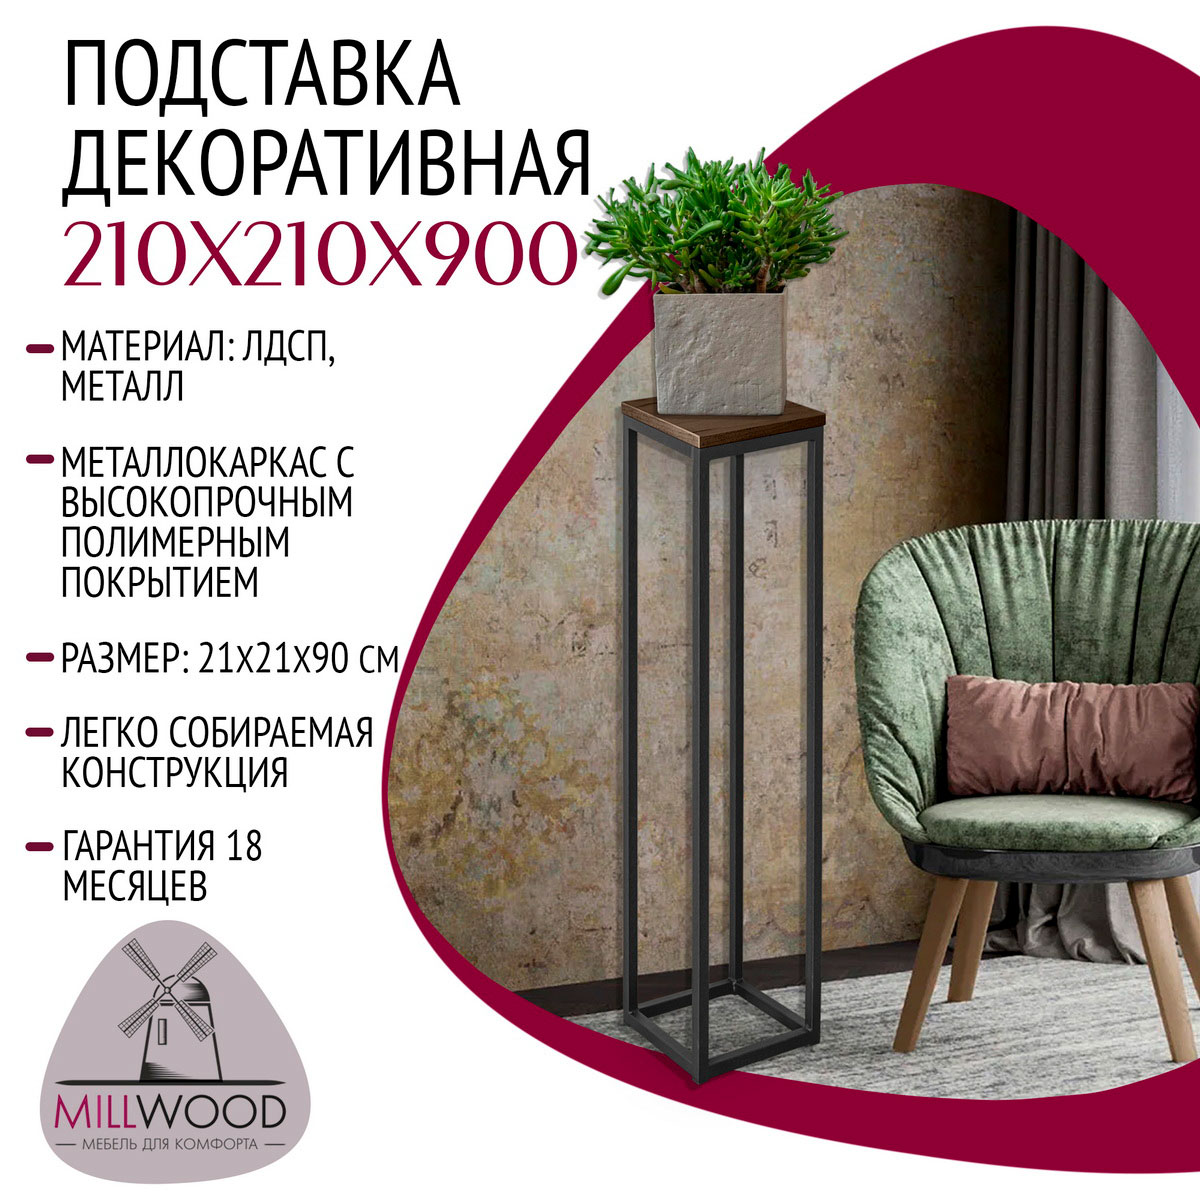 ПОДСТАВКА
ДЕКОРАТИВНАЯ
210X210X900
МАТЕРИАЛ: ЛДСП,
МЕТАЛЛ
МЕТАЛЛОКАРКАС С
ВЫСОКОПРОЧНЫМ
ПОЛИМЕРНЫМ
ПОКРЫТИЕМ
РАЗМЕР: 21X21X90 СМ
ЛЕГКО СОБИРАЕМАЯ
КОНСТРУКЦИЯ
ГАРАНТИЯ 18
МЕСЯЦЕВ
MILLWOOD
МЕБЕЛЬ ДЛЯ КОМФОРТА